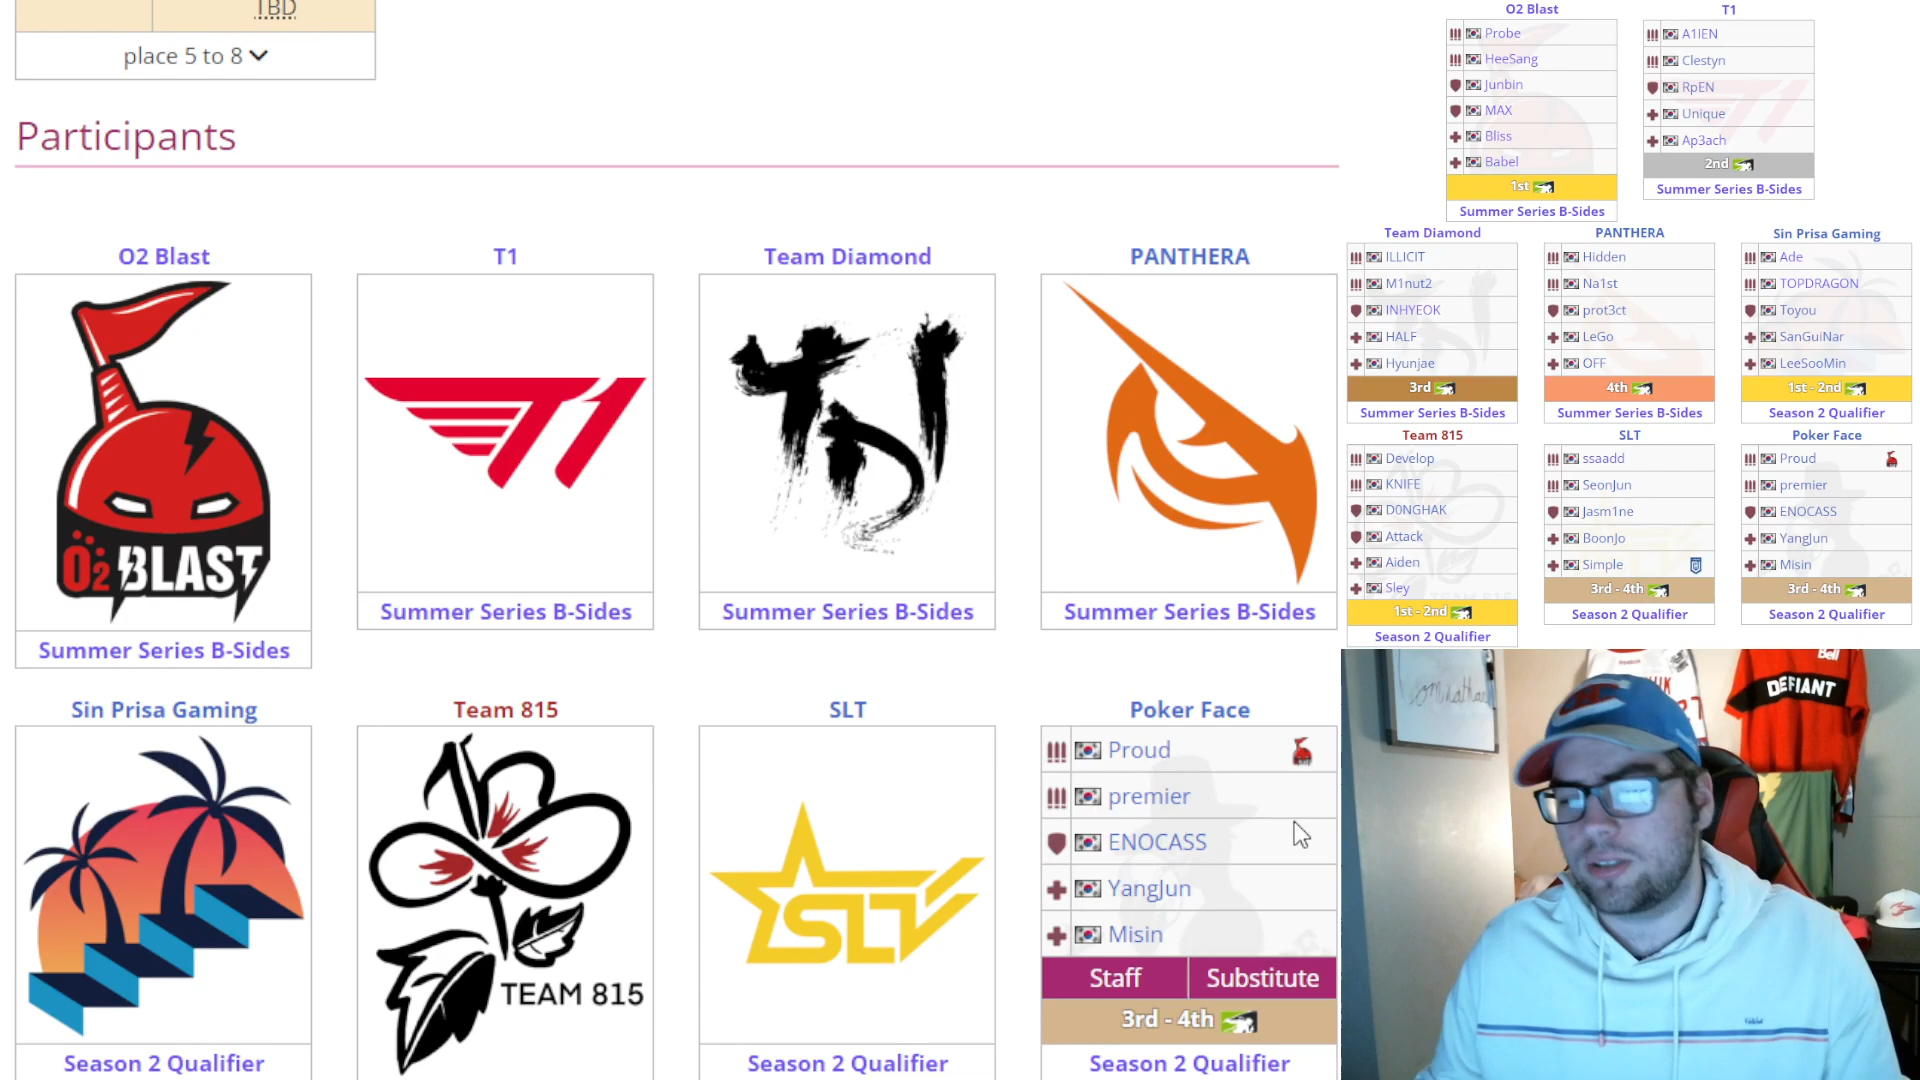 TBD
place 5 to 8
Participants
O2 Blast
T1
Team Diamond
PANTHERA
Ö2 BLAST
T1
Summer Series B-Sides
Summer Series B-Sides
Summer Series B-Sides
Summer Series B-Sides
Sin Prisa Gaming
Team 815
SLT
Poker Face
TEAM 815
SLT
Proud
premier
ENOCASS
YangJun
Misin
Staff
Substitute
3rd - 4th
Season 2 Qualifier
Season 2 Qualifier
Season 2 Qualifier
O2 Blast
Probe
HeeSang
Junbin
MAX
Bliss
Babel
1st
Summer Series B-Sides
T1
A1IEN
Clestyn
RpEN
Unique
Ap3ach
2nd
Summer Series B-Sides
Team Diamond
ILLICIT
M1nut2
INHYEOK
HALF
Hyunjae
3rd
Summer Series B-Sides
PANTHERA
Hidden
Na1st
prot3ct
LeGo
OFF
4th
Summer Series B-Sides
Sin Prisa Gaming
Ade
TOPDRAGON
Toyou
SanGuiNar
LeeSooMin
1st - 2nd
Season 2 Qualifier
Team 815
Develop
KNIFE
D0NGHAK
Attack
Aiden
Sley
1st - 2nd
Season 2 Qualifier
SLT
ssaadd
SeonJun
Jasm1ne
BoonJo
Simple
3rd - 4th
Season 2 Qualifier
Poker Face
Proud
premier
ENOCASS
YangJun
Misin
3rd - 4th
Season 2 Qualifier
Bell
DEFIANT